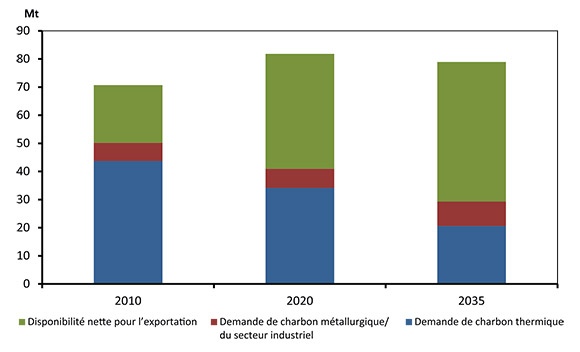 Mt
90
80
70
60
50
40
30
20
10
0
2010
2020
2035
Disponibilité nette pour l'exportation
Demande de charbon métallurgique/
du secteur industriel
Demande de charbon thermique